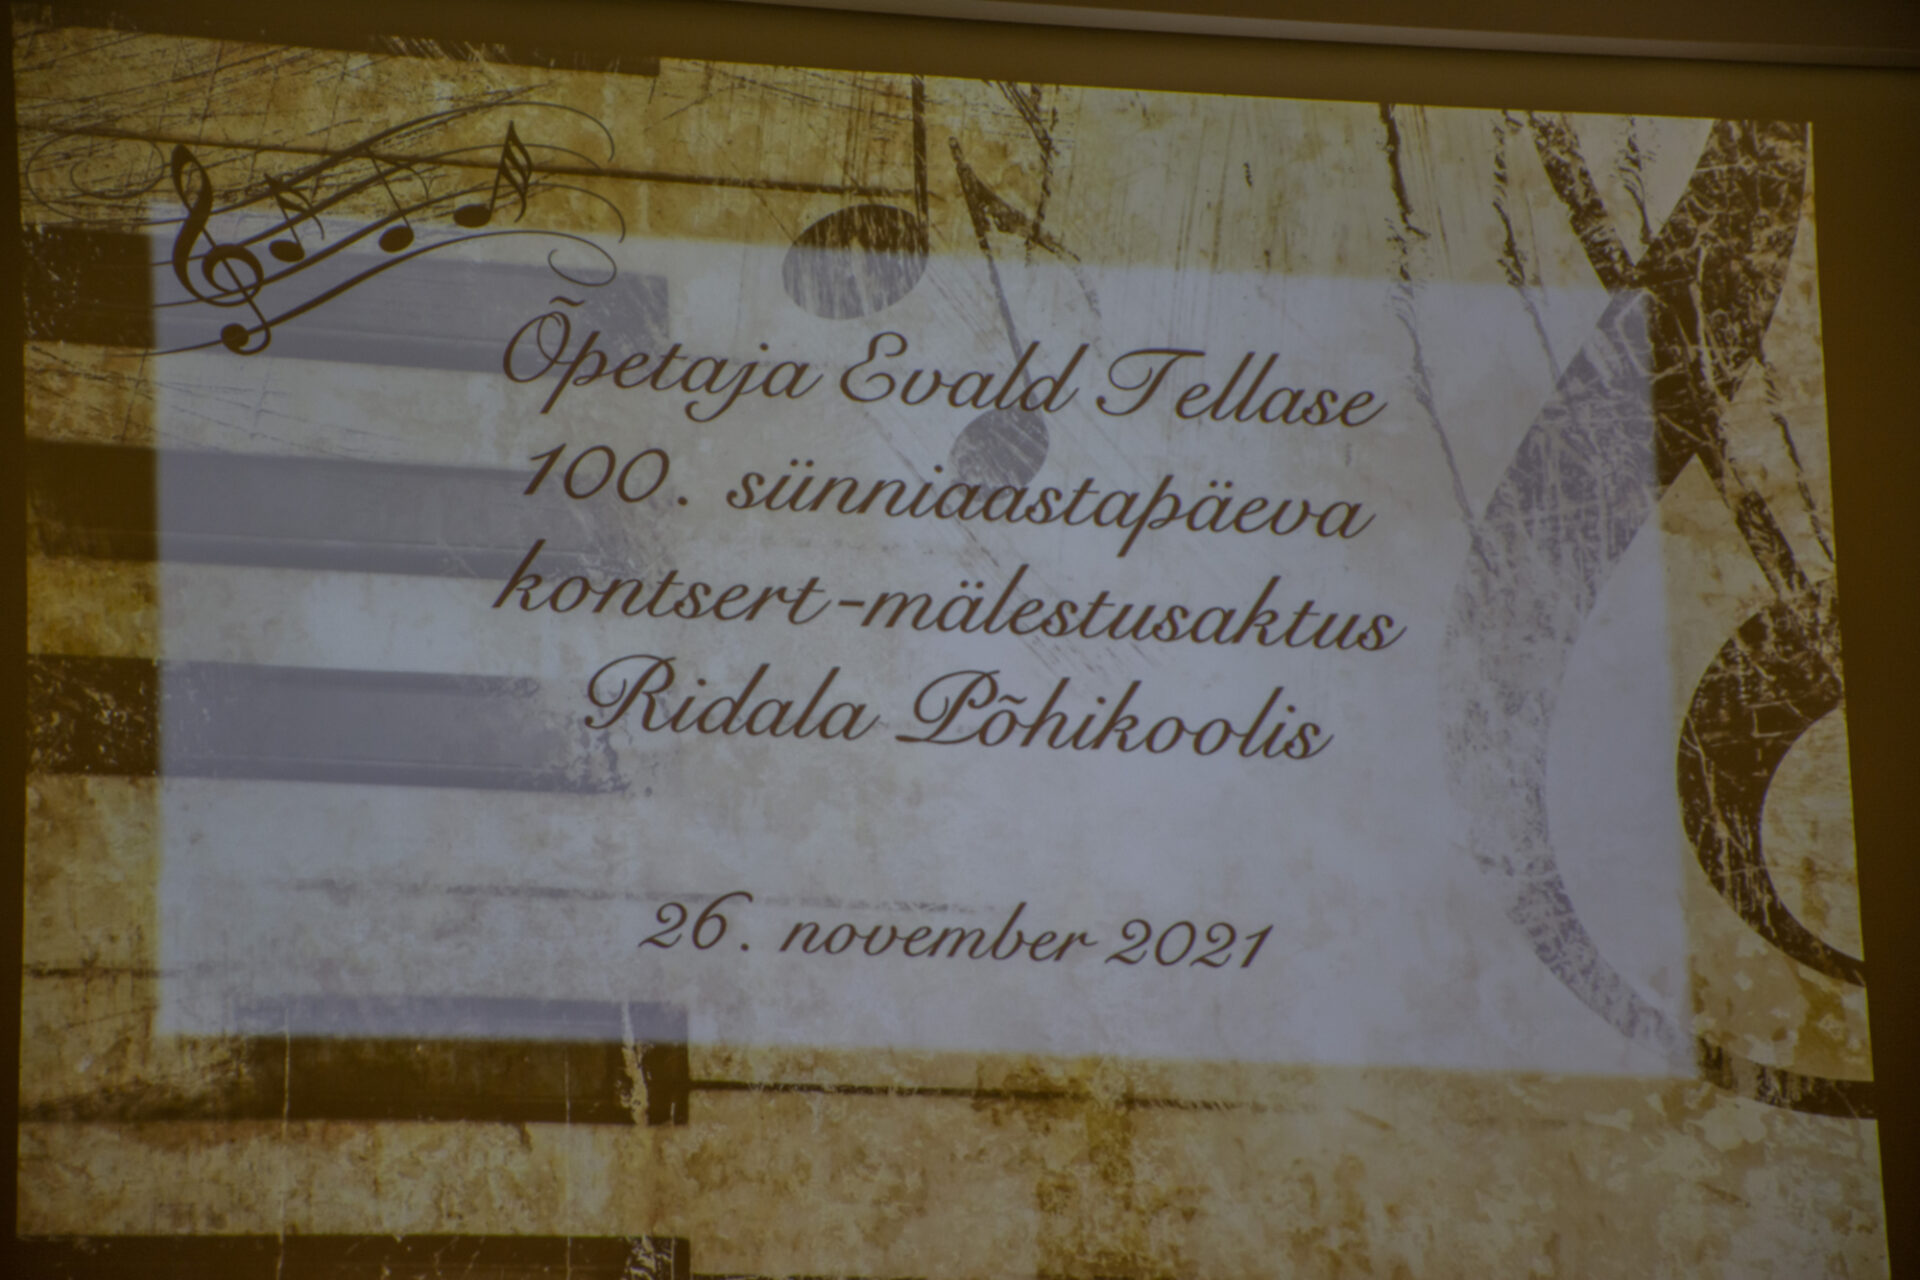 Õpetaja Evald Tellase
100. sünniaastapäeva
kontsert-mälestusaktus
Ridala Põhikoolis
26. november 2021